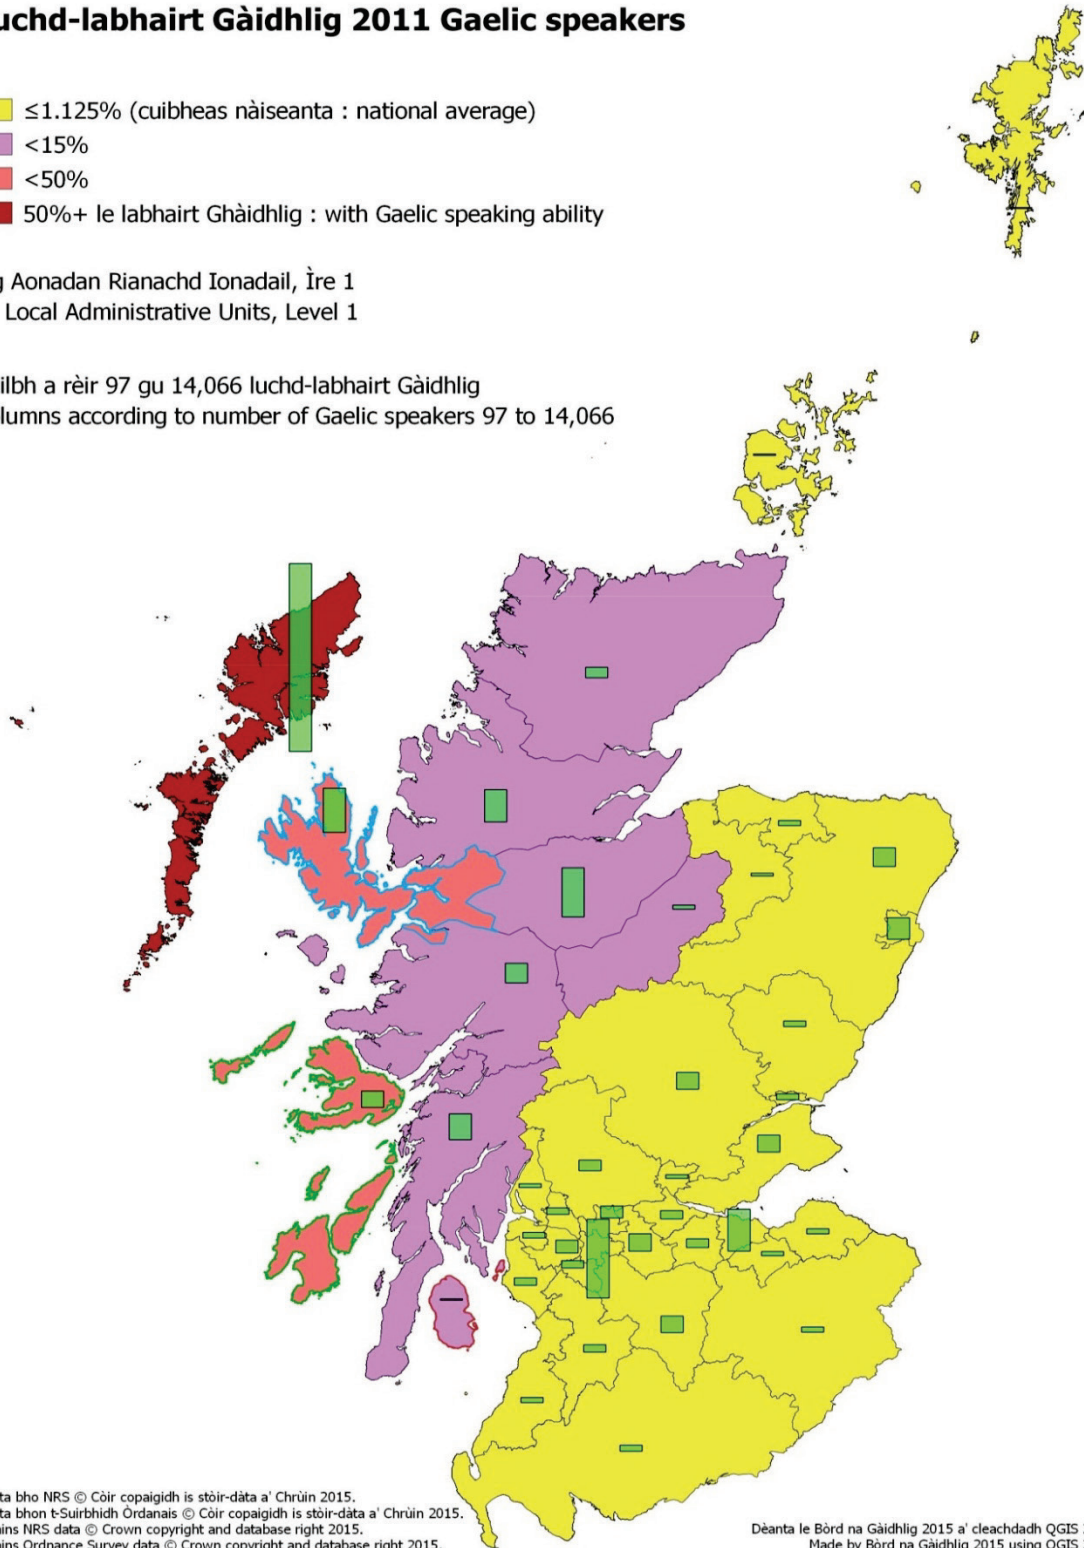 uchd-labhairt Gàidhlig 2011 Gaelic speakers
≤1.125% (cuibheas nàiseanta : national average)
<15%
<50%
50%+ le labhairt Ghàidhlig : with Gaelic speaking ability
g Aonadan Rianachd Ionadail, Ìre 1
Local Administrative Units, Level 1
ilbh a rèir 97 gu 14,066 luchd-labhairt Gàidhlig
lumns according to number of Gaelic speakers 97 to 14,066
ta bho NRS © Còir copaigidh is stòir-dàta a' Chrùin 2015.
ta bhon t-Suirbhidh Òrdanais © Còir copaigidh is stòir-dàta a' Chrùin 2015.
ains NRS data © Crown copyright and database right 2015.
ains Ordnance Survey data © Crown copyright and database right 2015.
Dèanta le Bòrd na Gàidhlig 2015 a' cleachdadh QGIS
Made by Bòrd na Gàidhlig 2015 using QGIS